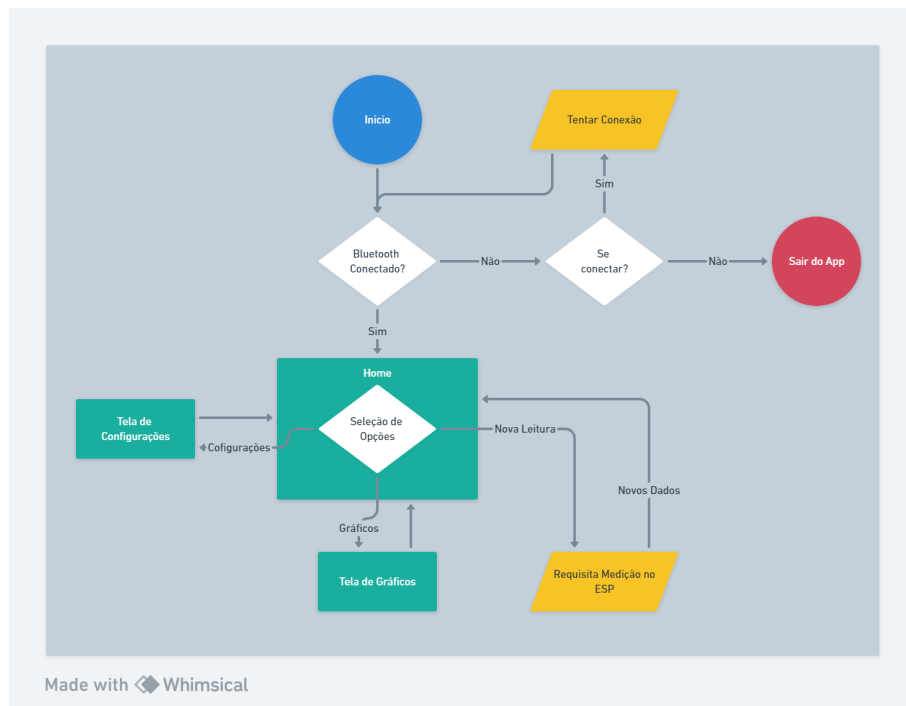 Inicio
Tentar Conexão
Sim
Bluetooth
Conectado?
Não
Se
conectar?
Não
Sair do App
Sim
Home
Tela de
Configurações
Seleção de
Opções
Cofigurações
Nova Leitura
Novos Dados
Gráficos
Tela de Gráficos
Requisita Medição no
ESP
Made with Whimsical